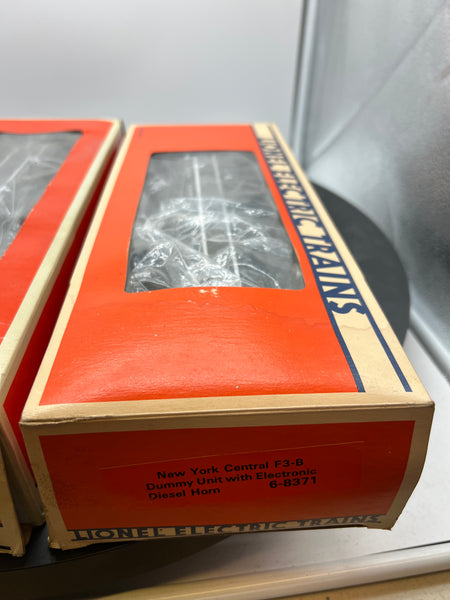 LIONEL ELECTRIC TRAINS
New York Central F3-B
Dummy Unit with Electronic
Diesel Horn 6-8371
LIONEL ELECTRIC TRAINS